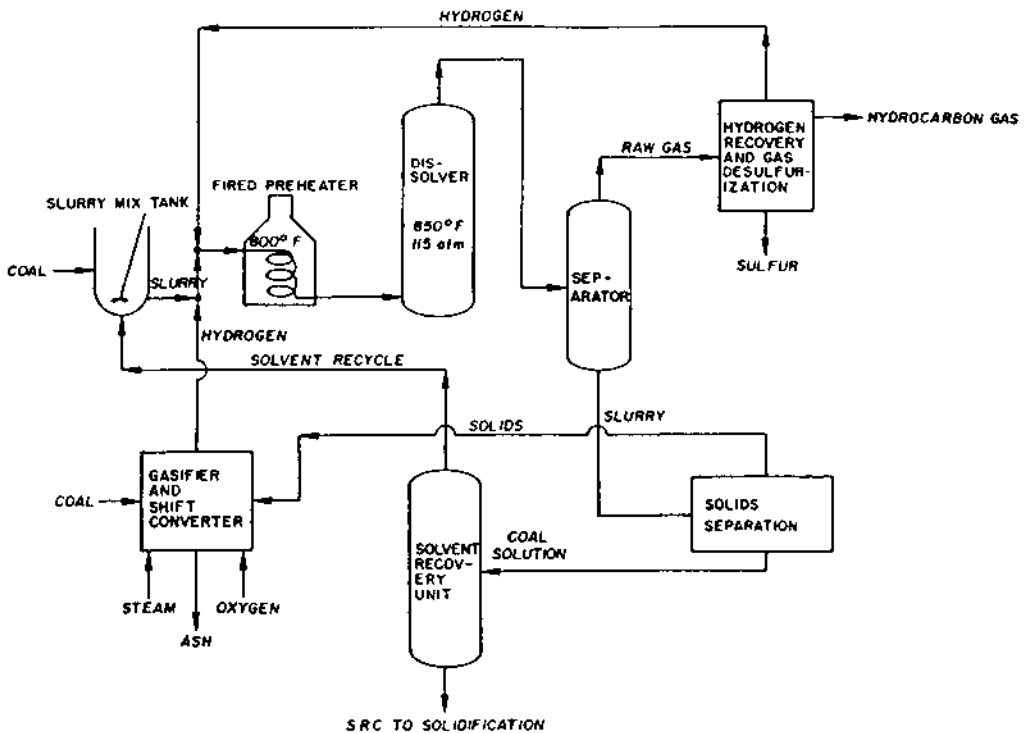 HYDROGEN
HYDROCARBON GAS
HYDROGEN
RECOVERY
AND GAS
DESULFUR-
IZATION
RAW GAS
DIS-
SOLVER
850° F
115 atm
FIRED PREHEATER
SLURRY MIX TANK
800° F
COAL
SLURRY
SULFUR
SEP-
ARATOR
HYDROGEN
SOLVENT RECYCLE
SLURRY
SOLIDS
GASIFIER
AND
SHIFT
CONVERTER
COAL
SOLIDS
SEPARATION
COAL
SOLUTION
SOLVENT
RECOV-
ERY
UNIT
STEAM
OXYGEN
ASH
SRC TO SOLIDIFICATION